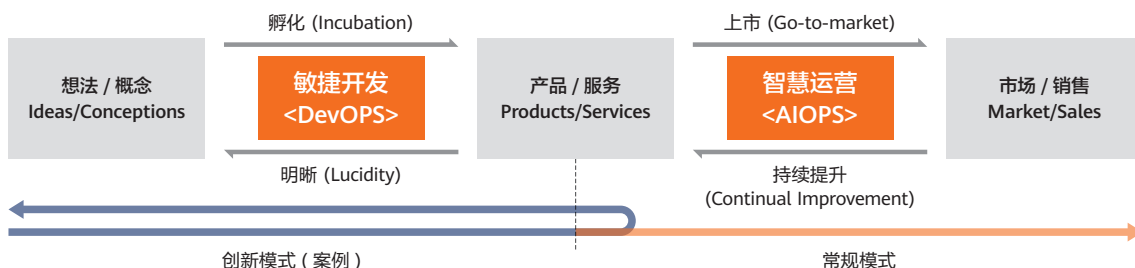 孵化 (Incubation)
上市 (Go-to-market)
想法 / 概念
Ideas/Conceptions
敏捷开发
<DevOPS>
产品 / 服务
Products/Services
智慧运营
<AIOPS>
市场 / 销售
Market/Sales
明晰 (Lucidity)
持续提升
(Continual Improvement)
创新模式 ( 案例 )
常规模式